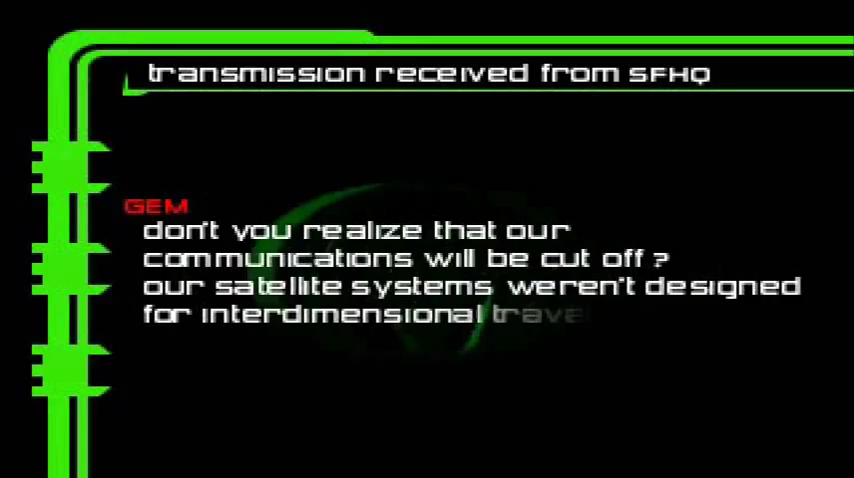 transmission received from SFHQ
GEM
don't you realize that our
communications will be cut off?
our satellite systems weren't designed
for interdimensional trave